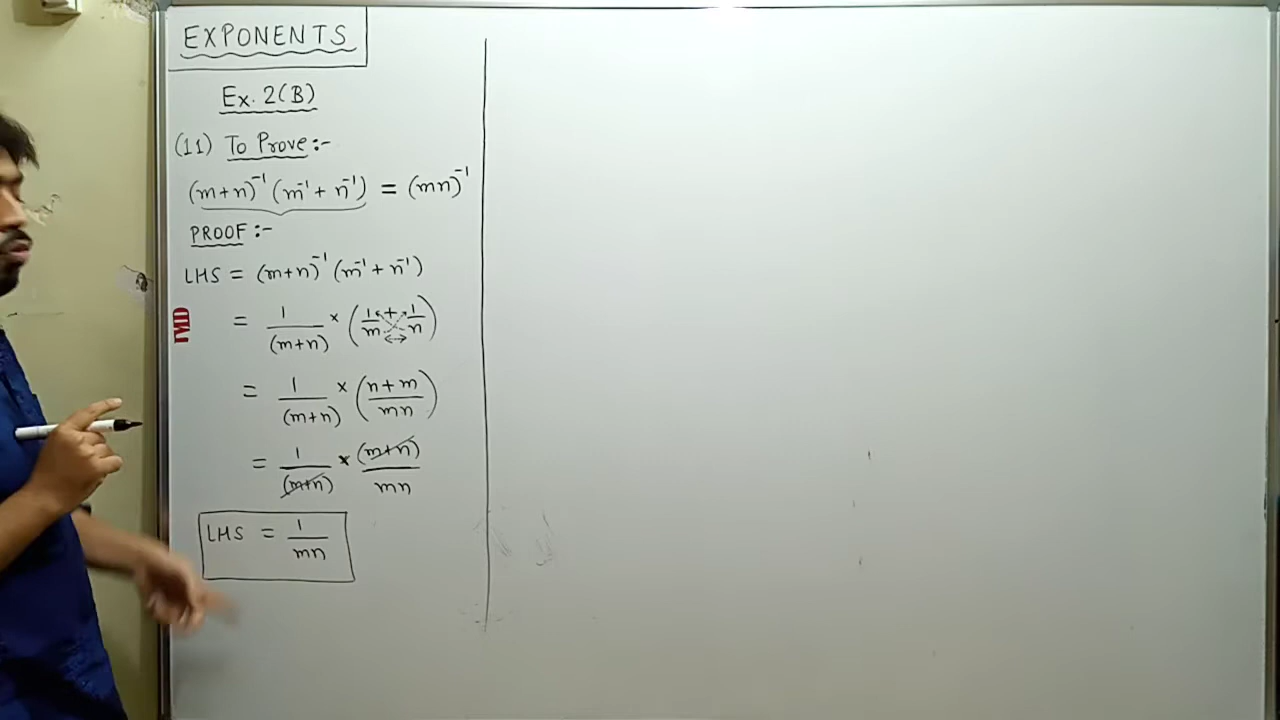 EXPONENTS
Ex. 2(B)
(11) To Prove:-
(m+n)⁻¹ (m⁻¹ + n⁻¹) = (mn)⁻¹
PROOF :-
LHS = (m+n)⁻¹ (m⁻¹ + n⁻¹)
= 1/(m+n) × (1/m + 1/n)
= 1/(m+n) × (n+m/mn)
= 1/(m+n) × (m+n)/mn
LHS = 1/mn